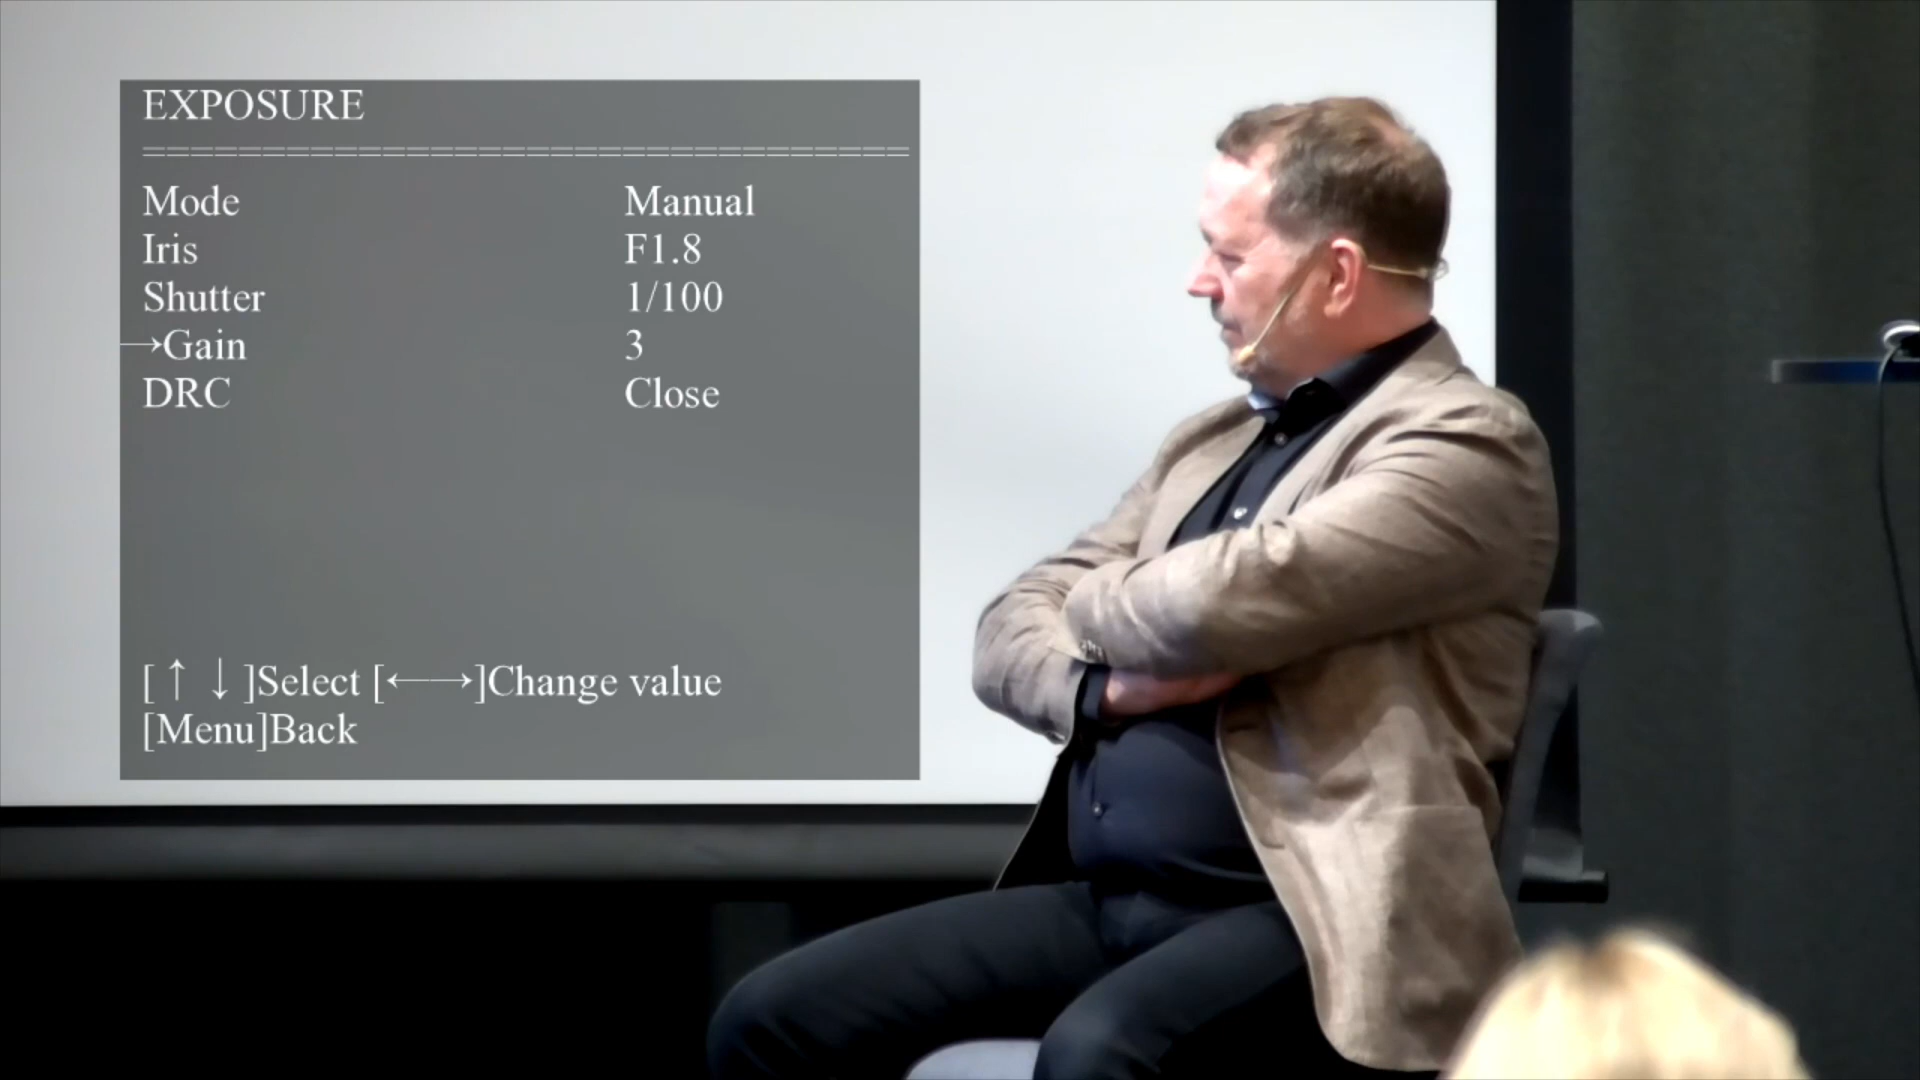 EXPOSURE
================================
Mode Manual
Iris F1.8
Shutter 1/100
→Gain 3
DRC Close
[↑ ↓]Select [←→]Change value
[Menu]Back